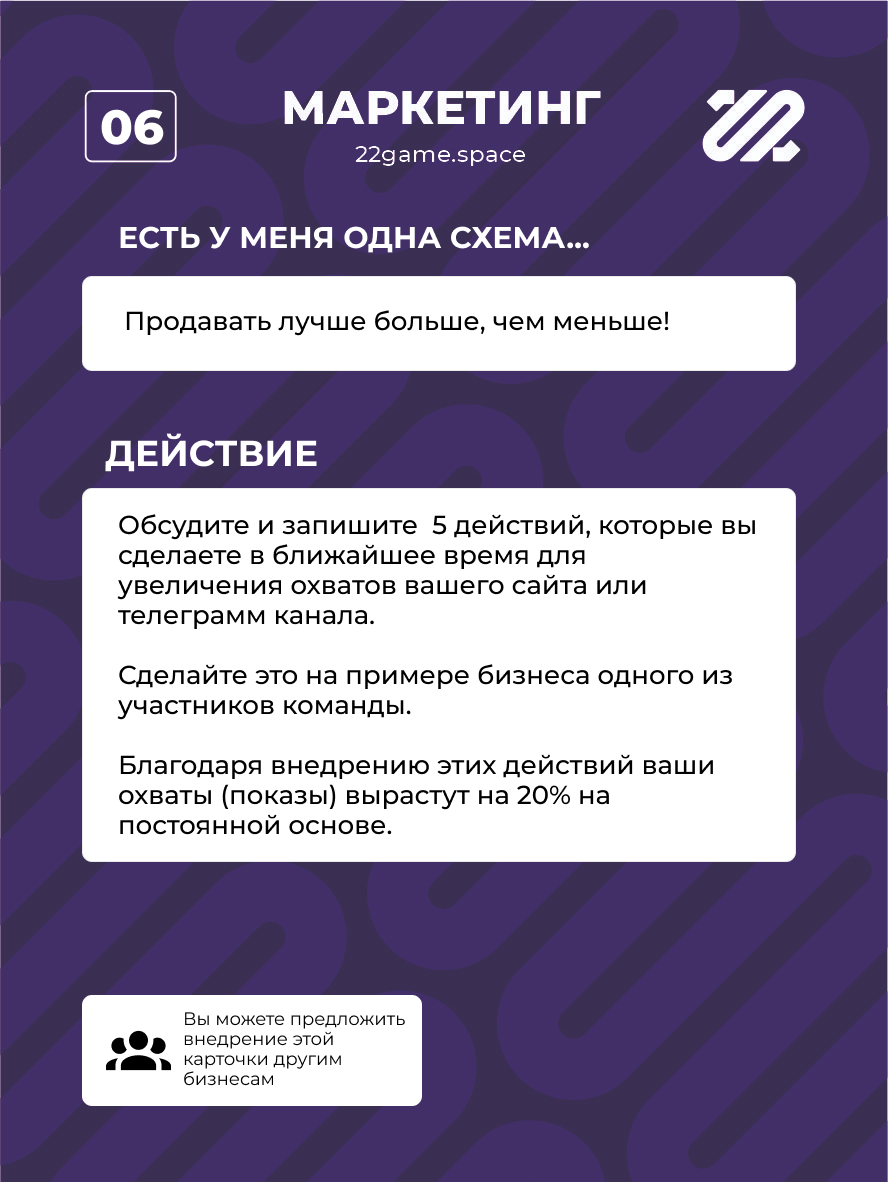 06
МАРКЕТИНГ
22game.space
ЕСТЬ У МЕНЯ ОДНА СХЕМА...
Продавать лучше больше, чем меньше!
ДЕЙСТВИЕ
Обсудите и запишите  5 действий, которые вы
сделаете в ближайшее время для
увеличения охватов вашего сайта или
телеграмм канала.
Сделайте это на примере бизнеса одного из
участников команды.
Благодаря внедрению этих действий ваши
охваты (показы) вырастут на 20% на
постоянной основе.
Вы можете предложить
внедрение этой
карточки другим
бизнесам